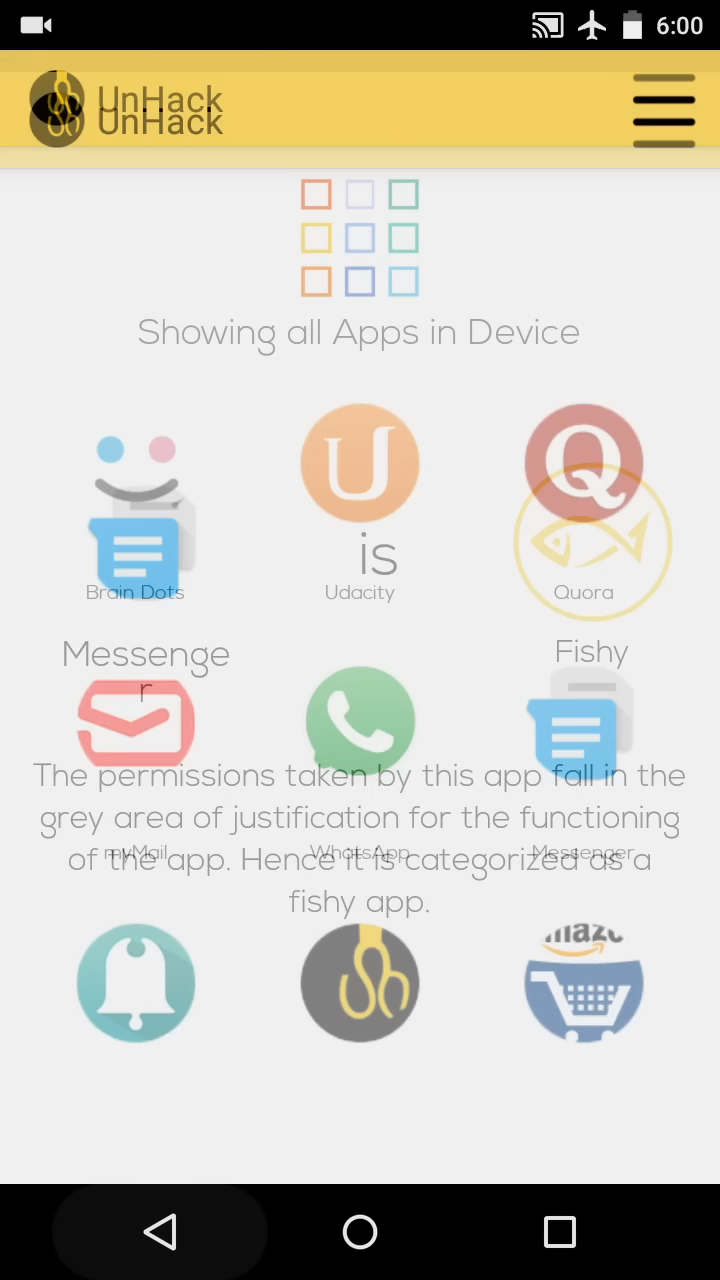 6:00
UnHack
UnHack
Showing all Apps in Device
U
Q
is
Brain Dots
Udacity
Quora
Messenge
r
Fishy
The permissions taken by this app fall in the
grey area of justification for the functioning
of the app. Hence it is categorized as a
fishy app.
myMail
WhatsApp
Messenger